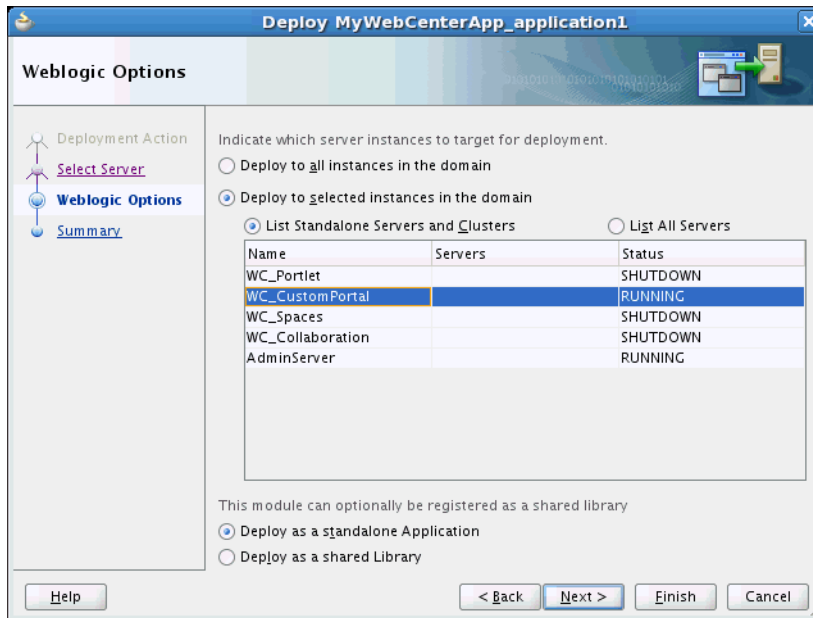 Deploy MyWebCenterApp_application1
Weblogic Options
Deployment Action
Select Server
Weblogic Options
Summary
Indicate which server instances to target for deployment.
Deploy to all instances in the domain
Deploy to selected instances in the domain
List Standalone Servers and Clusters List All Servers
Name Servers Status
WC_Portlet SHUTDOWN
WC_CustomPortal RUNNING
WC_Spaces SHUTDOWN
WC_Collaboration SHUTDOWN
AdminServer RUNNING
This module can optionally be registered as a shared library
Deploy as a standalone Application
Deploy as a shared Library
Help < Back Next > Finish Cancel